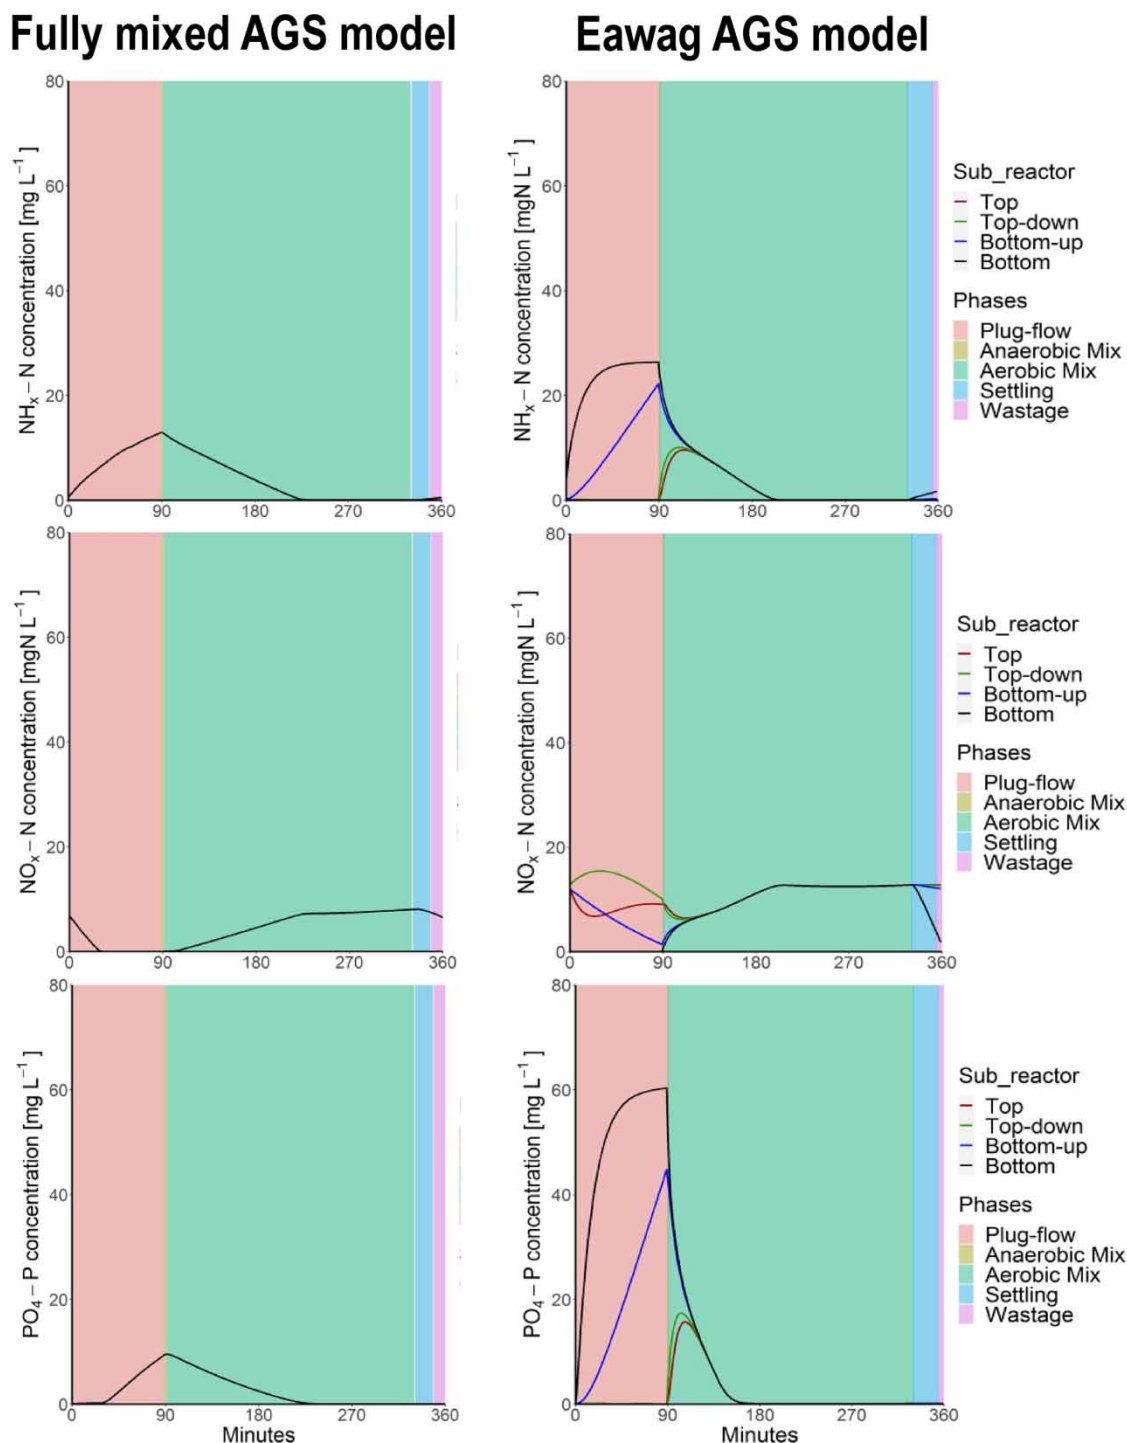 Fully mixed AGS model
Eawag AGS model
NHx – N concentration [mg L−1]
80
60
40
20
0
0 90 180 270 360
NHx – N concentration [mgN L−1]
80
60
40
20
0
0 90 180 270 360
Minutes
Sub_reactor
Top
Top-down
Bottom-up
Bottom
Phases
Plug-flow
Anaerobic Mix
Aerobic Mix
Settling
Wastage
NOx – N concentration [mgN L−1]
80
60
40
20
0
0 90 180 270 360
NOx – N concentration [mgN L−1]
80
60
40
20
0
0 90 180 270 360
Minutes
Sub_reactor
Top
Top-down
Bottom-up
Bottom
Phases
Plug-flow
Anaerobic Mix
Aerobic Mix
Settling
Wastage
PO4 – P concentration [mg L−1]
80
60
40
20
0
0 90 180 270 360
Minutes
PO4 – P concentration [mg L−1]
80
60
40
20
0
0 90 180 270 360
Minutes
Sub_reactor
Top
Top-down
Bottom-up
Bottom
Phases
Plug-flow
Anaerobic Mix
Aerobic Mix
Settling
Wastage